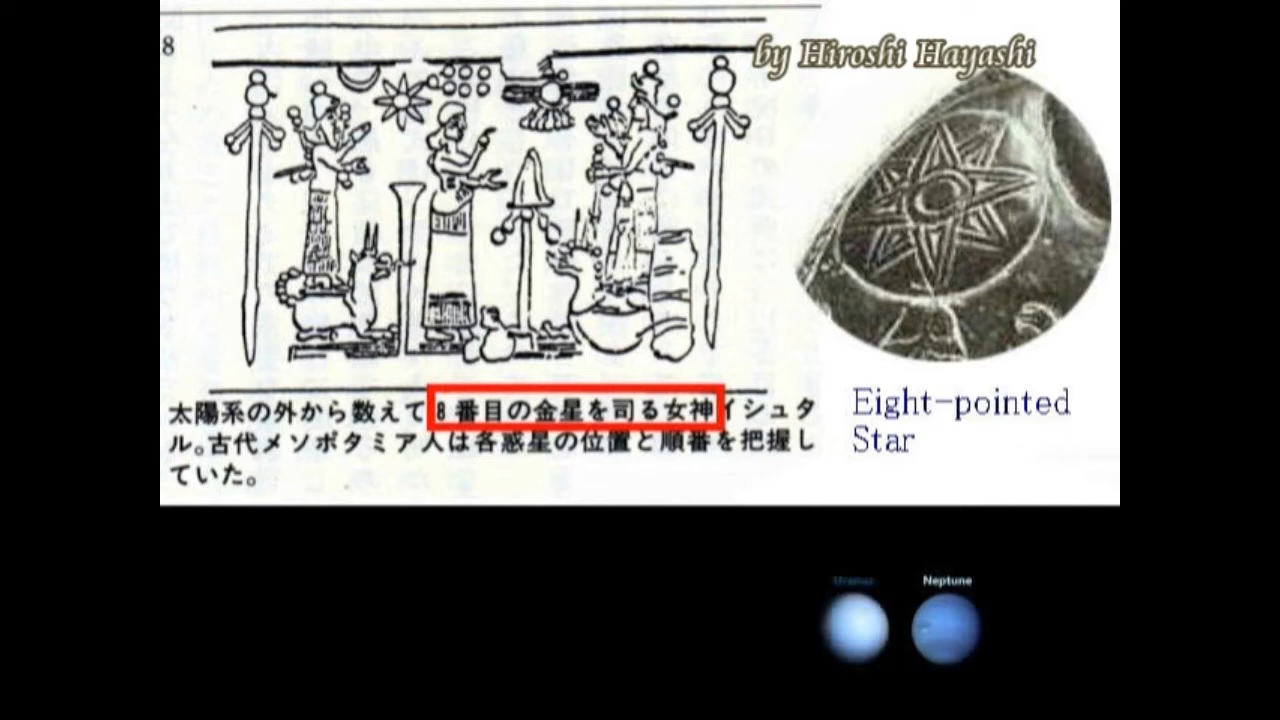 8
by Hiroshi Hayashi
太陽系の外から数えて8番目の金星を司る女神イシュタ
ル。古代メソポタミア人は各惑星の位置と順番を把握し
ていた。
Eight-pointed
Star
Uranus
Neptune